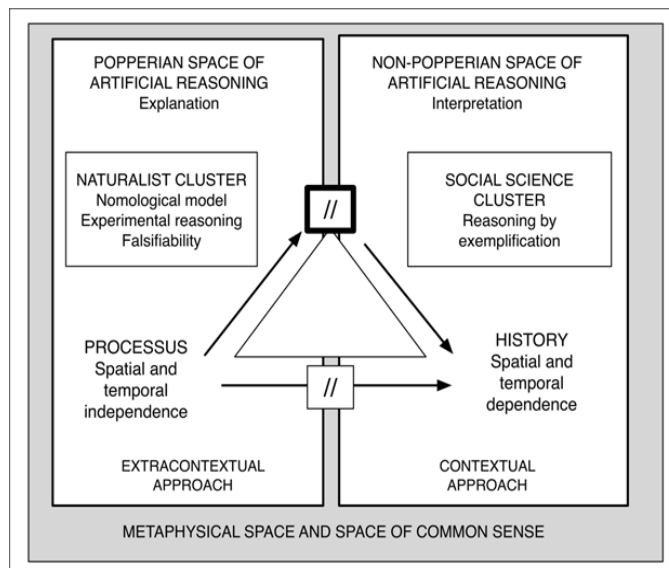 POPPERIAN SPACE OF
ARTIFICIAL REASONING
Explanation
NATURALIST CLUSTER
Nomological model
Experimental reasoning
Falsifiability
PROCESSUS
Spatial and
temporal
independence
EXTRACONTEXTUAL
APPROACH
//
//
NON-POPPERIAN SPACE OF
ARTIFICIAL REASONING
Interpretation
SOCIAL SCIENCE
CLUSTER
Reasoning by
exemplification
HISTORY
Spatial and
temporal
dependence
CONTEXTUAL
APPROACH
METAPHYSICAL SPACE AND SPACE OF COMMON SENSE